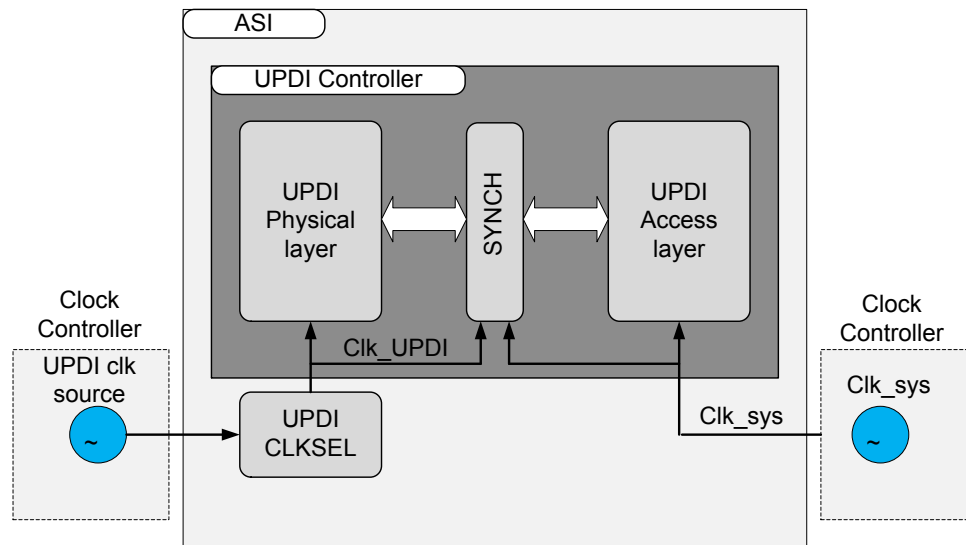 ASI
UPDI Controller
UPDI
Physical
layer
SYNCH
UPDI
Access
layer
Clock
Controller
UPDI clk
source
~
Clk_UPDI
UPDI
CLKSEL
Clk_sys
Clock
Controller
Clk_sys
~